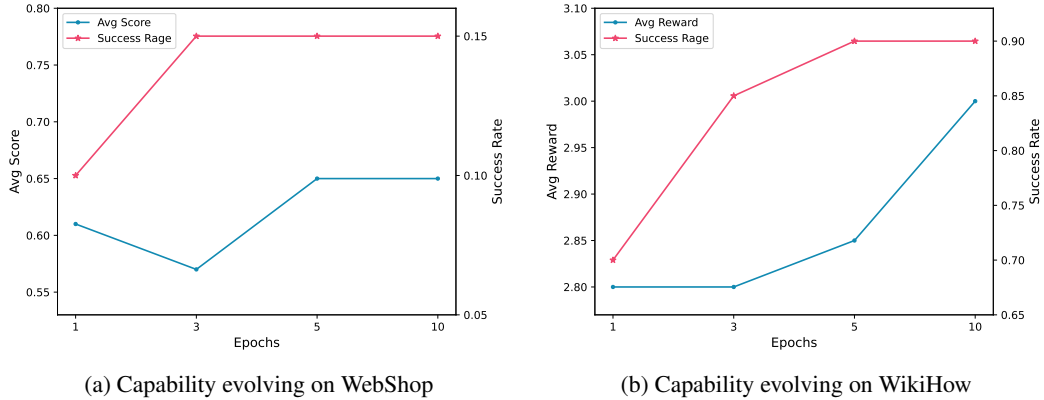 0.80
0.75
0.70
0.65
0.60
0.55
Avg Score
Avg Score
Success Rage
0.15
0.10
0.05
Success Rate
1
3
5
10
Epochs
(a) Capability evolving on WebShop
3.10
3.05
3.00
2.95
2.90
2.85
2.80
Avg Reward
Avg Reward
Success Rage
0.90
0.85
0.80
0.75
0.70
0.65
Success Rate
1
3
5
10
Epochs
(b) Capability evolving on WikiHow